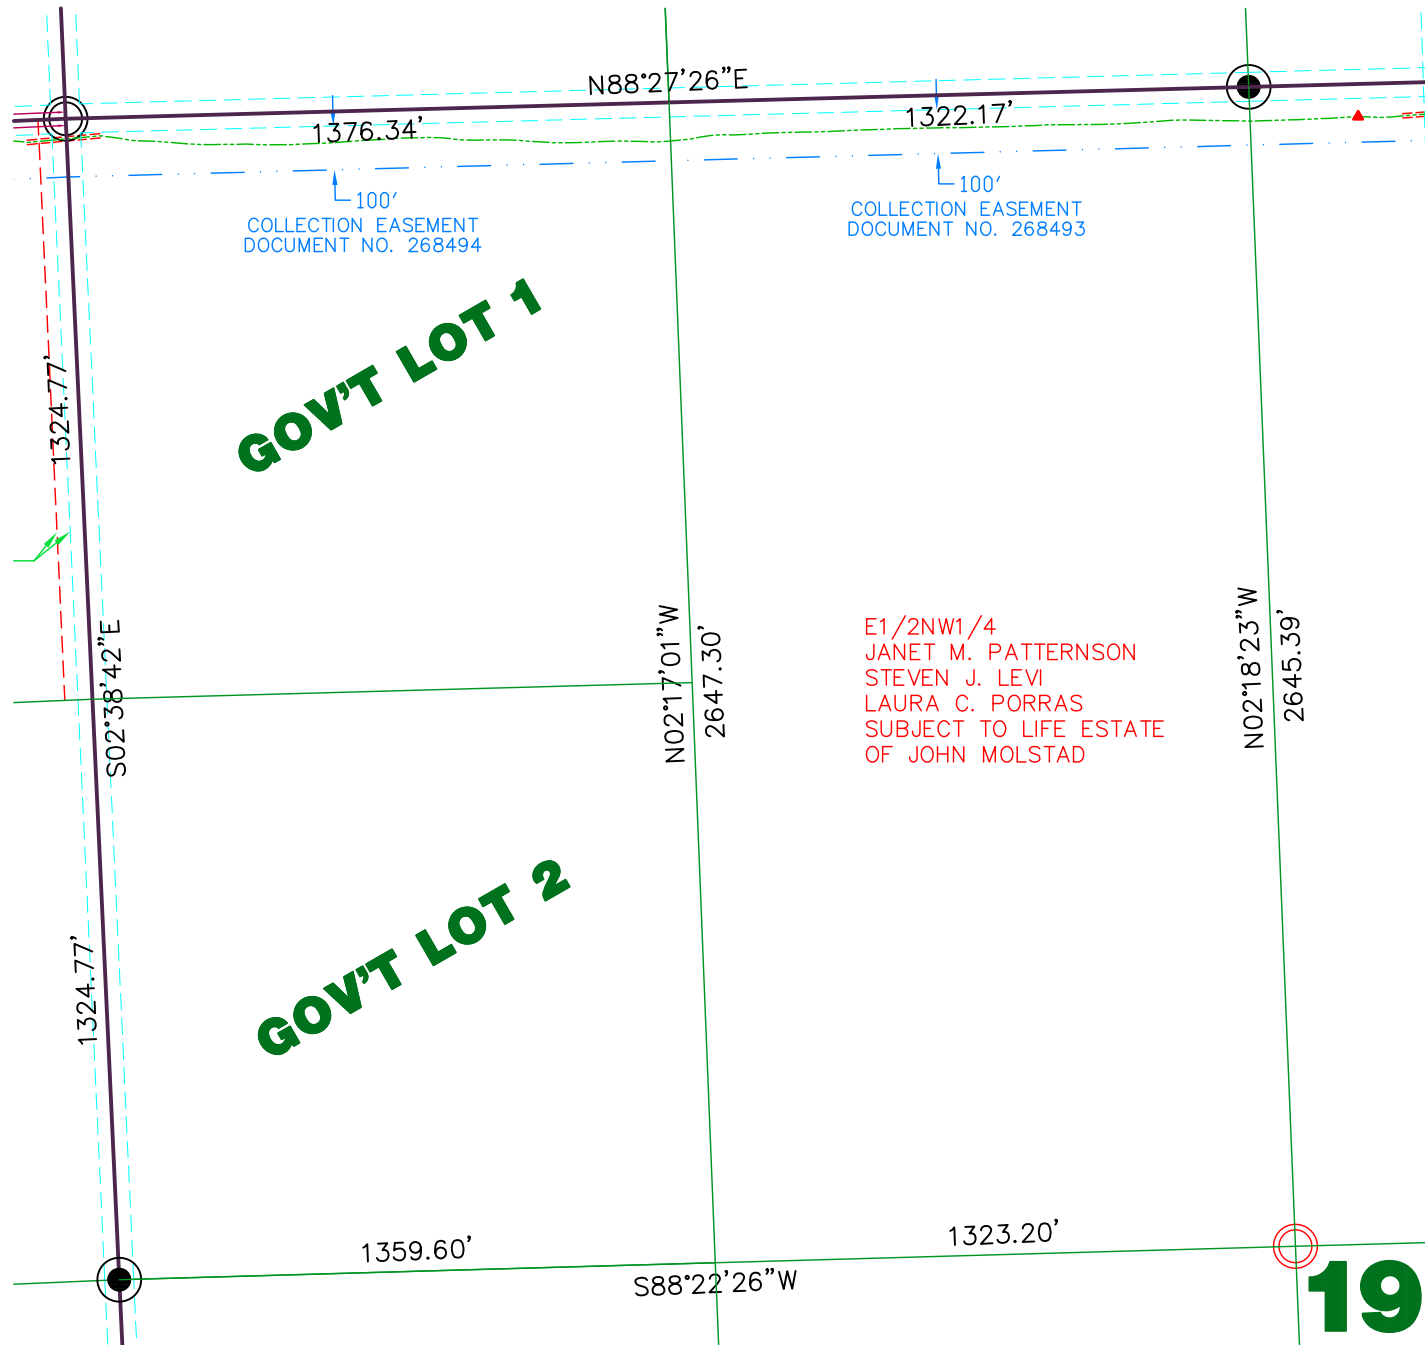 N88°27'26"E
1376.34'
1322.17'
100'
COLLECTION EASEMENT
DOCUMENT NO. 268494
100'
COLLECTION EASEMENT
DOCUMENT NO. 268493
GOV'T LOT 1
1324.77'
S02°38'42"E
N02°17'01"W
2647.30'
E1/2NW1/4
JANET M. PATTERNSON
STEVEN J. LEVI
LAURA C. PORRAS
SUBJECT TO LIFE ESTATE
OF JOHN MOLSTAD
N02°18'23"W
2645.39'
GOV'T LOT 2
1324.77'
1359.60'
1323.20'
S88°22'26"W
19